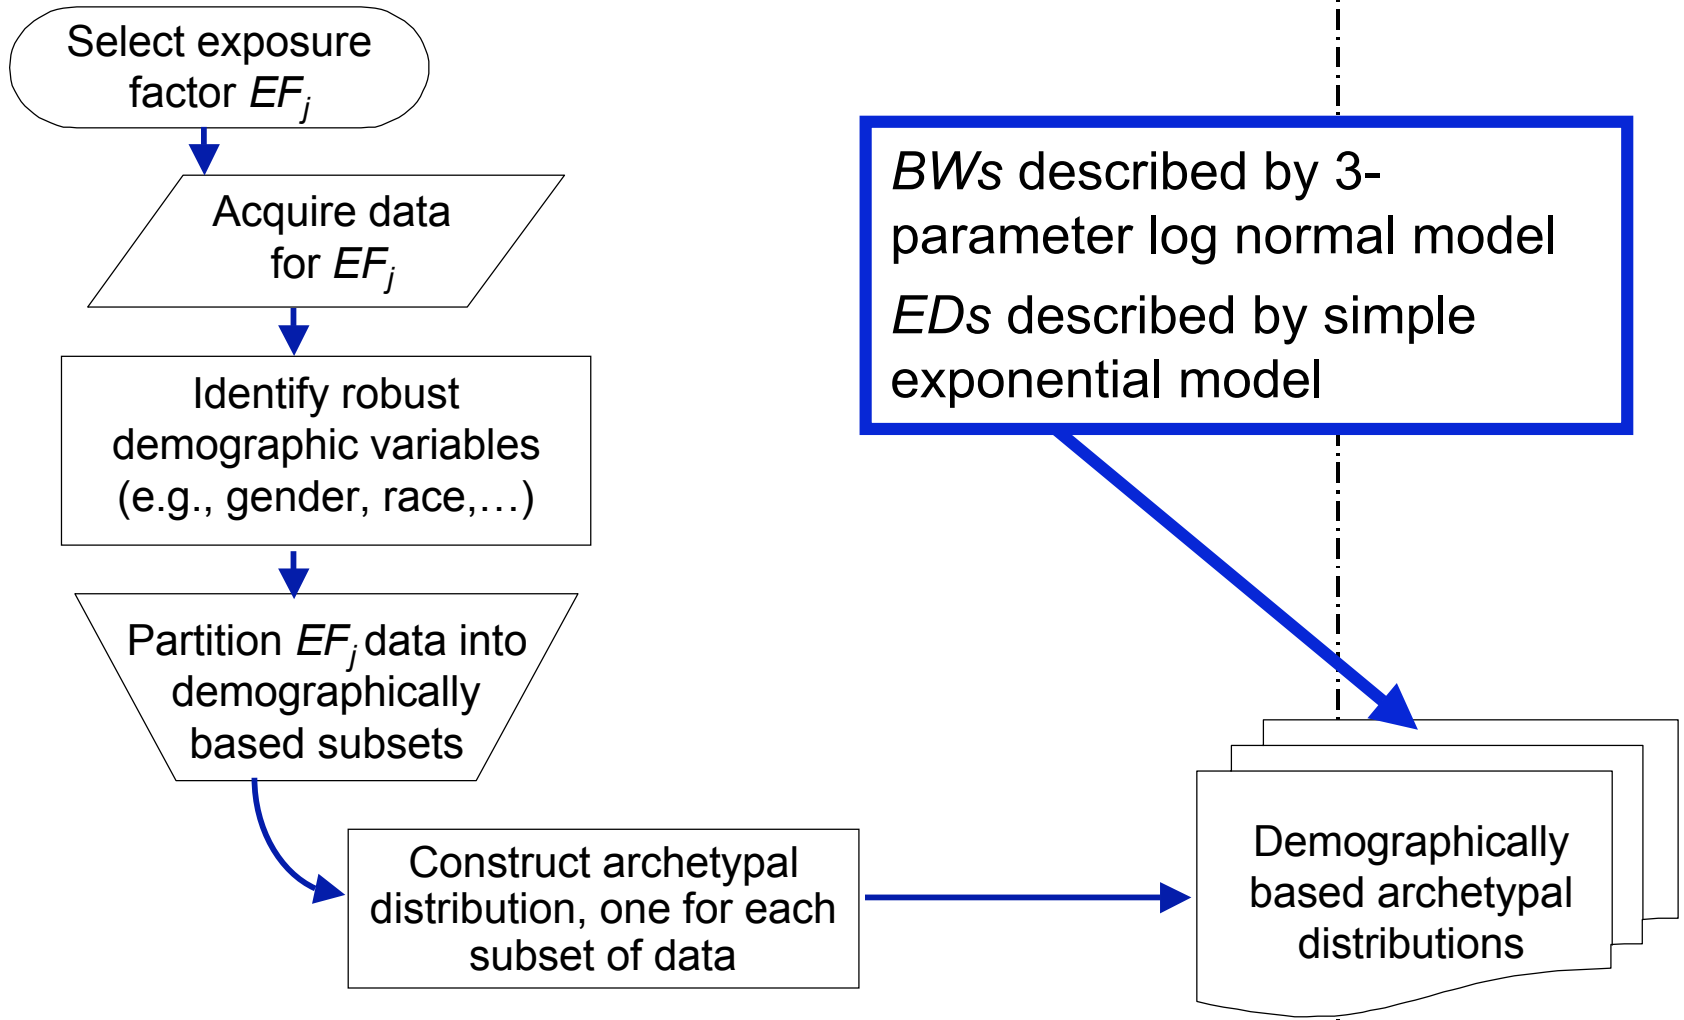 Select exposure
factor EFj
Acquire data
for EFj
Identify robust
demographic variables
(e.g., gender, race,…)
Partition EFj data into
demographically
based subsets
Construct archetypal
distribution, one for each
subset of data
BWs described by 3-
parameter log normal model
EDs described by simple
exponential model
Demographically
based archetypal
distributions